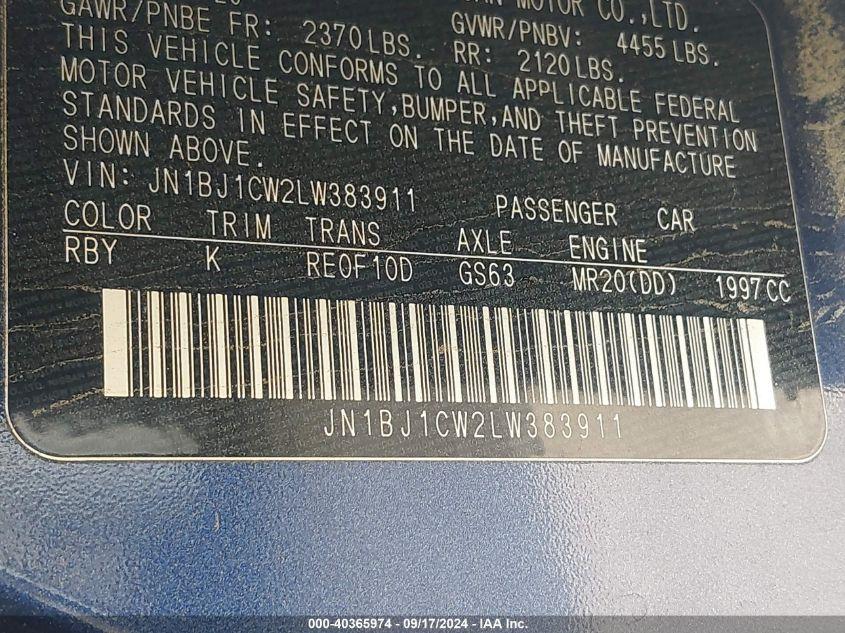 MOTOR CO.,LTD.
GAWR/PNBE FR: 2370LBS. GVWR/PNBV: 4455 LBS.
RR: 2120LBS.
THIS VEHICLE CONFORMS TO ALL APPLICABLE FEDERAL
MOTOR VEHICLE SAFETY,BUMPER,AND THEFT PREVENTION
STANDARDS IN EFFECT ON THE DATE OF MANUFACTURE
SHOWN ABOVE.
VIN: JN1BJ1CW2LW383911 PASSENGER CAR
COLOR TRIM TRANS AXLE ENGINE
RBY K RE0F10D GS63 MR20(DD) 1997CC
JN1BJ1CW2LW383911
000-40365974 - 09/17/2024 - IAA Inc.